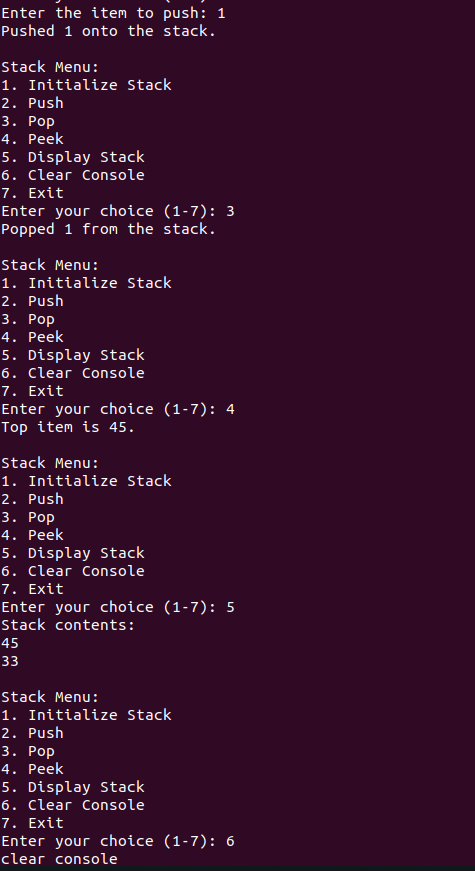 Enter the item to push: 1
Pushed 1 onto the stack.
Stack Menu:
1. Initialize Stack
2. Push
3. Pop
4. Peek
5. Display Stack
6. Clear Console
7. Exit
Enter your choice (1-7): 3
Popped 1 from the stack.
Stack Menu:
1. Initialize Stack
2. Push
3. Pop
4. Peek
5. Display Stack
6. Clear Console
7. Exit
Enter your choice (1-7): 4
Top item is 45.
Stack Menu:
1. Initialize Stack
2. Push
3. Pop
4. Peek
5. Display Stack
6. Clear Console
7. Exit
Enter your choice (1-7): 5
Stack contents:
45
33
Stack Menu:
1. Initialize Stack
2. Push
3. Pop
4. Peek
5. Display Stack
6. Clear Console
7. Exit
Enter your choice (1-7): 6
clear console